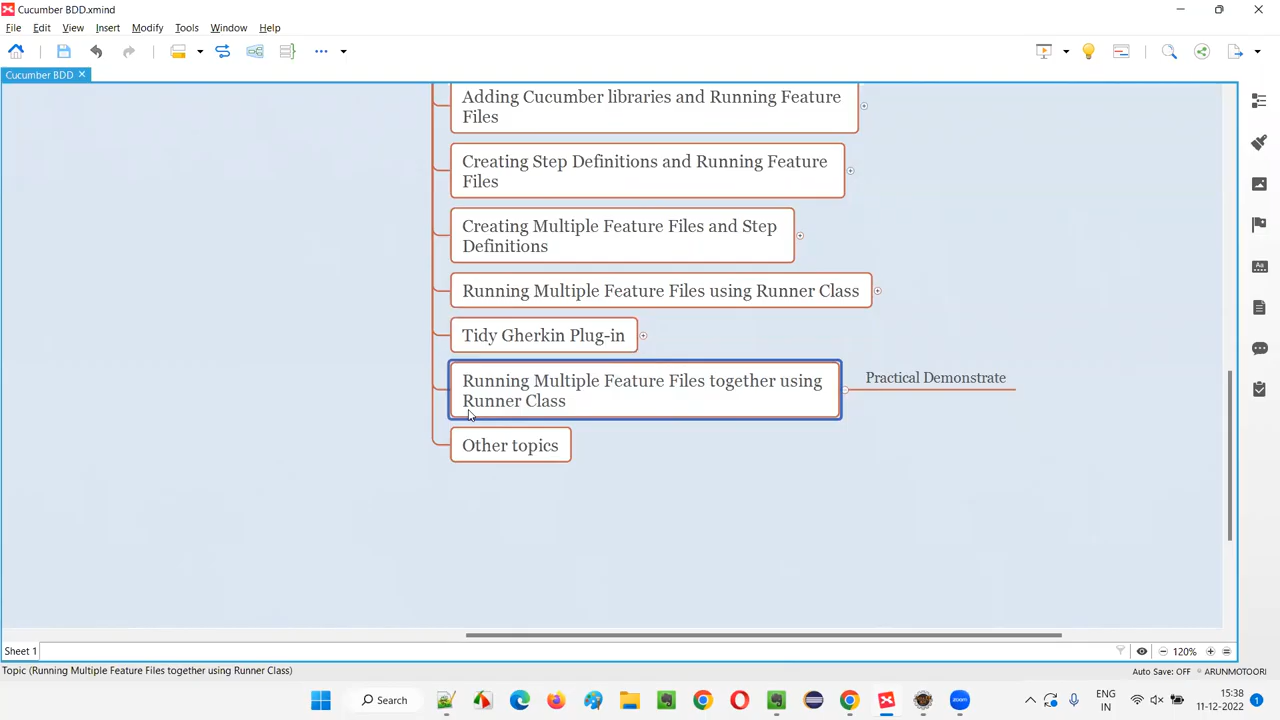 Cucumber BDD.xmind
File Edit View Insert Modify Tools Window Help
Cucumber BDD
Adding Cucumber libraries and Running Feature
Files
Creating Step Definitions and Running Feature
Files
Creating Multiple Feature Files and Step
Definitions
Running Multiple Feature Files using Runner Class
Tidy Gherkin Plug-in
Running Multiple Feature Files together using
Runner Class
Practical Demonstrate
Other topics
Sheet 1
120%
Topic (Running Multiple Feature Files together using Runner Class)
Auto Save: OFF
ARUNMOTOORI
Search
zoom
ENG
IN
15:38
11-12-2022
1